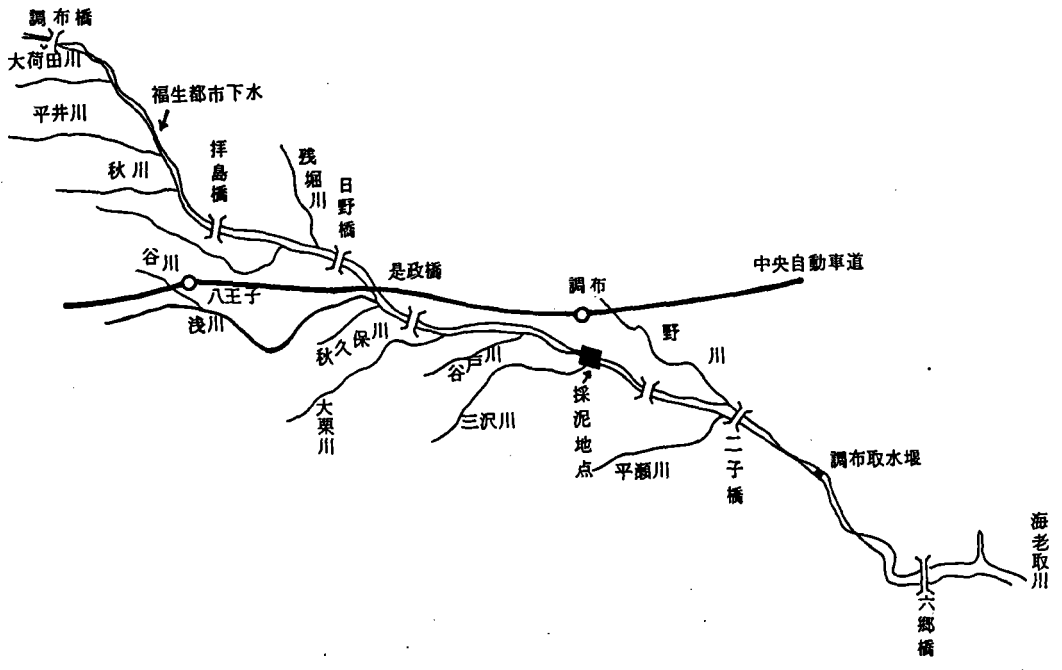 調布橋
大荷田川
福生都市下水
平井川
拝島橋
残堀川
秋川
日野橋
谷川
是政橋
中央自動車道
八王子
調布
浅川
野川
秋久保川
谷戸川
大栗川
三沢川
採泥地点
平瀬川
二子橋
調布取水堰
海老取川
六郷橋